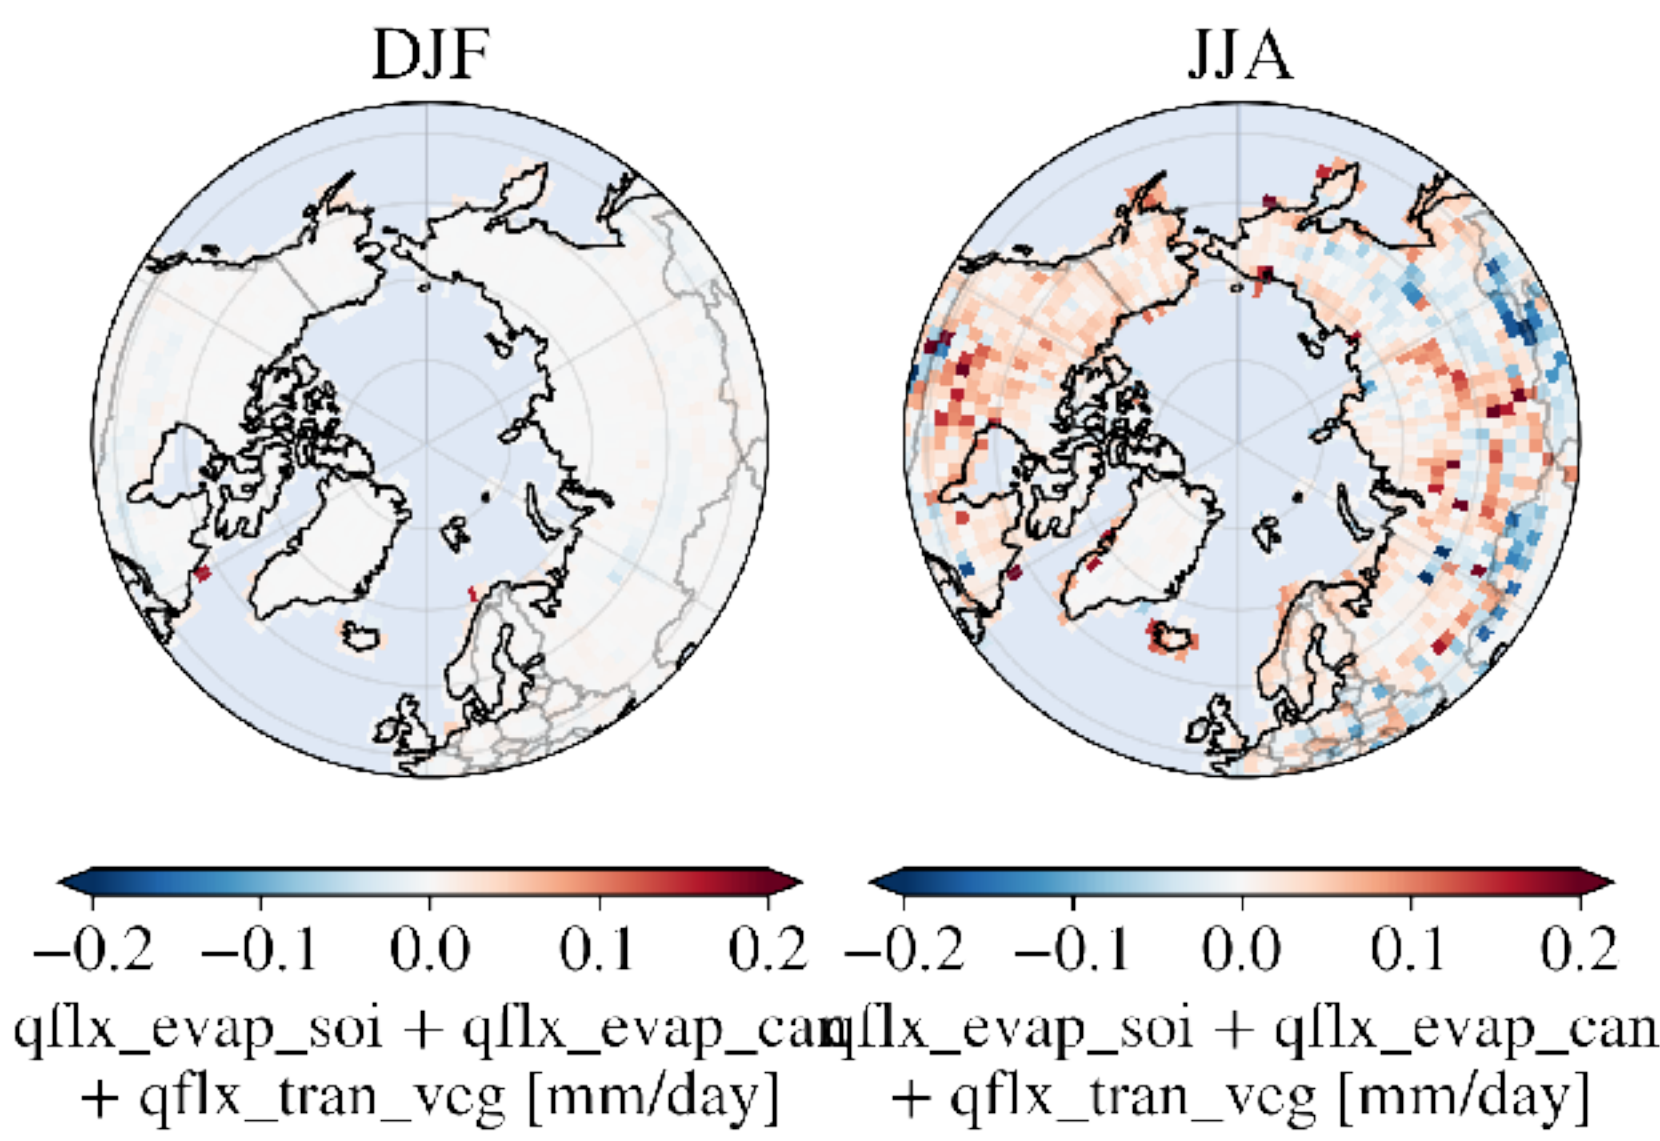 DJF
JJA
−0.2 −0.1 0.0 0.1 0.2
−0.2 −0.1 0.0 0.1 0.2
qflx_evap_soi + qflx_evap_can
+ qflx_tran_veg [mm/day]
qflx_evap_soi + qflx_evap_can
+ qflx_tran_veg [mm/day]